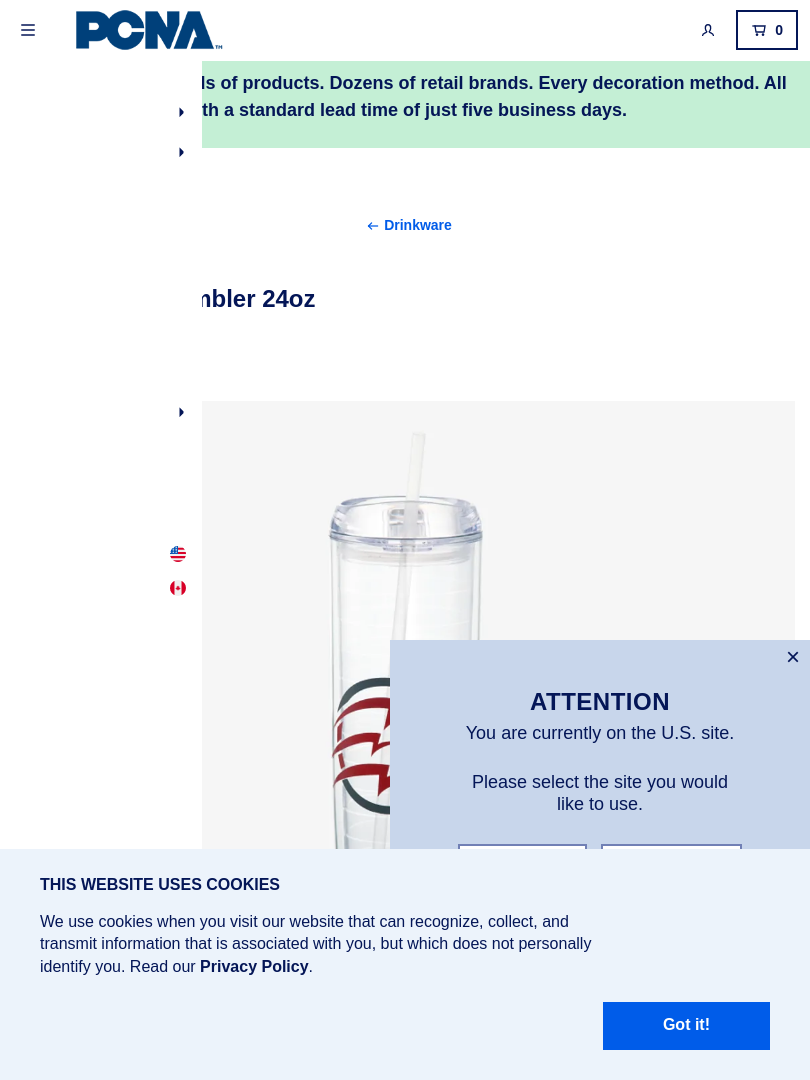 PCNA™
0
ls of products. Dozens of retail brands. Every decoration method. All
th a standard lead time of just five business days.
Drinkware
nbler 24oz
ATTENTION
You are currently on the U.S. site.
Please select the site you would
like to use.
THIS WEBSITE USES COOKIES
We use cookies when you visit our website that can recognize, collect, and
transmit information that is associated with you, but which does not personally
identify you. Read our Privacy Policy.
Got it!